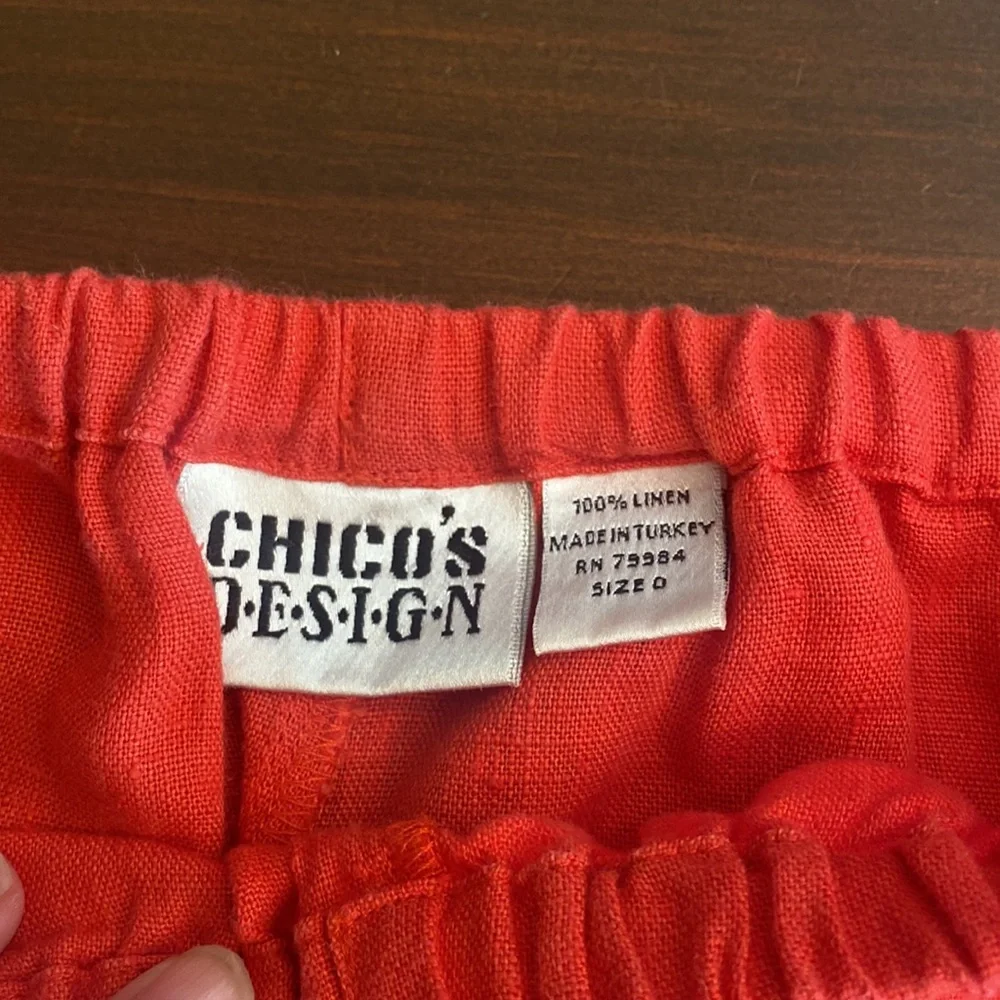 CHICO'S
D·E·S·I·G·N
100% LINEN
MADE IN TURKEY
RN 79984
SIZE 0